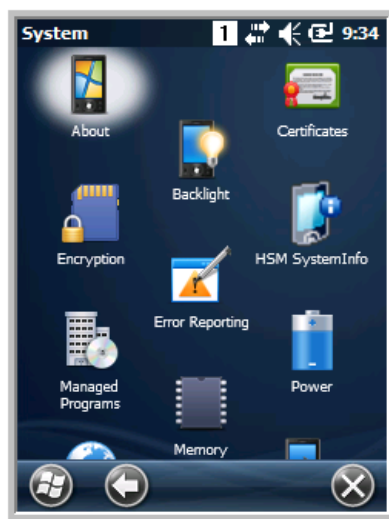 System 1 9:34
About
Certificates
Backlight
Encryption
HSM SystemInfo
Error Reporting
Managed
Programs
Power
Memory